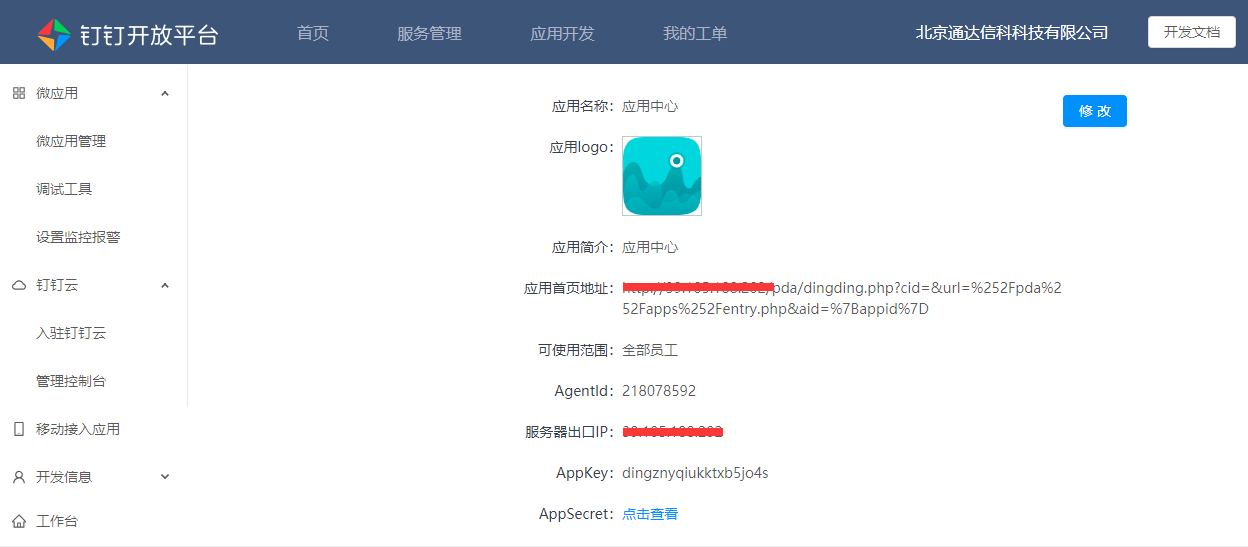 钉钉开放平台 首页 服务管理 应用开发 我的工单 北京通达信科科技有限公司 开发文档
微应用
微应用管理
调试工具
设置监控报警
钉钉云
入驻钉钉云
管理控制台
移动接入应用
开发信息
工作台
应用名称： 应用中心
修 改
应用logo：
应用简介： 应用中心
应用首页地址： /pda/dingding.php?cid=&url=%252Fpda%2
52Fapps%252Fentry.php&aid=%7Bappid%7D
可使用范围： 全部员工
AgentId： 218078592
服务器出口IP：
AppKey： dingznyqiukktxb5jo4s
AppSecret： 点击查看